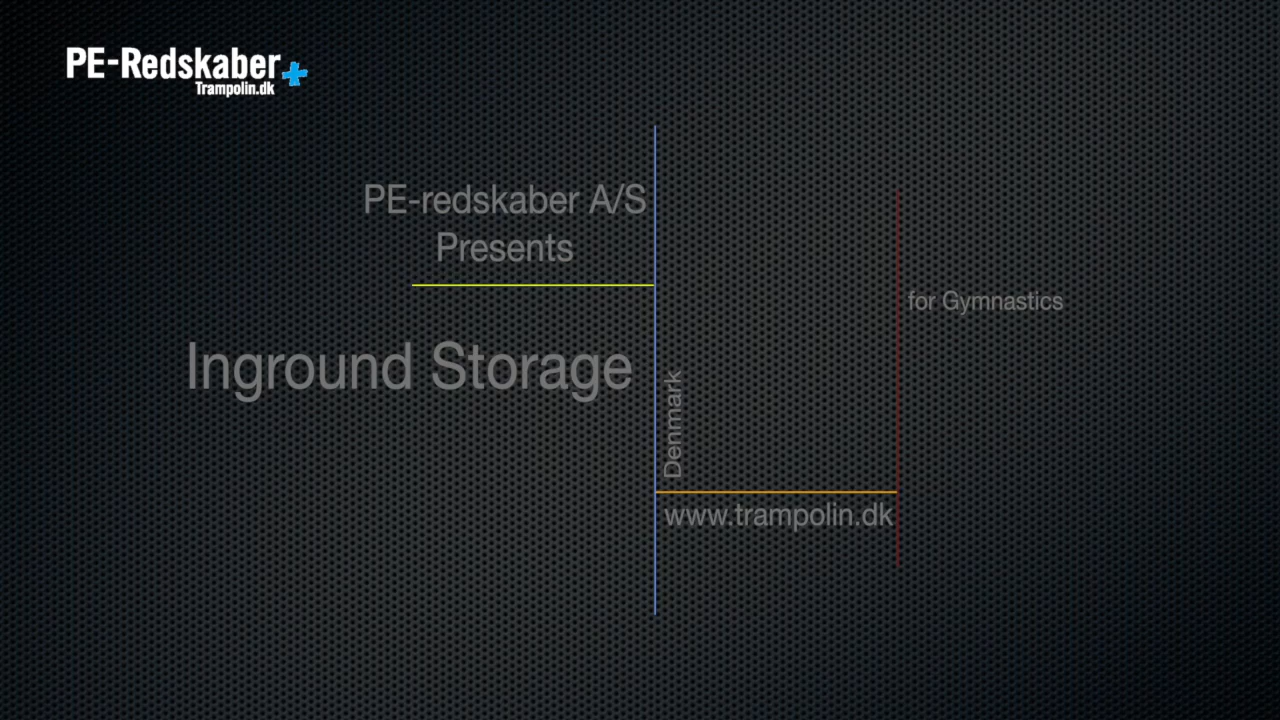 PE-Redskaber
Trampolin.dk
PE-redskaber A/S
Presents
Inground Storage
for Gymnastics
Denmark
www.trampolin.dk